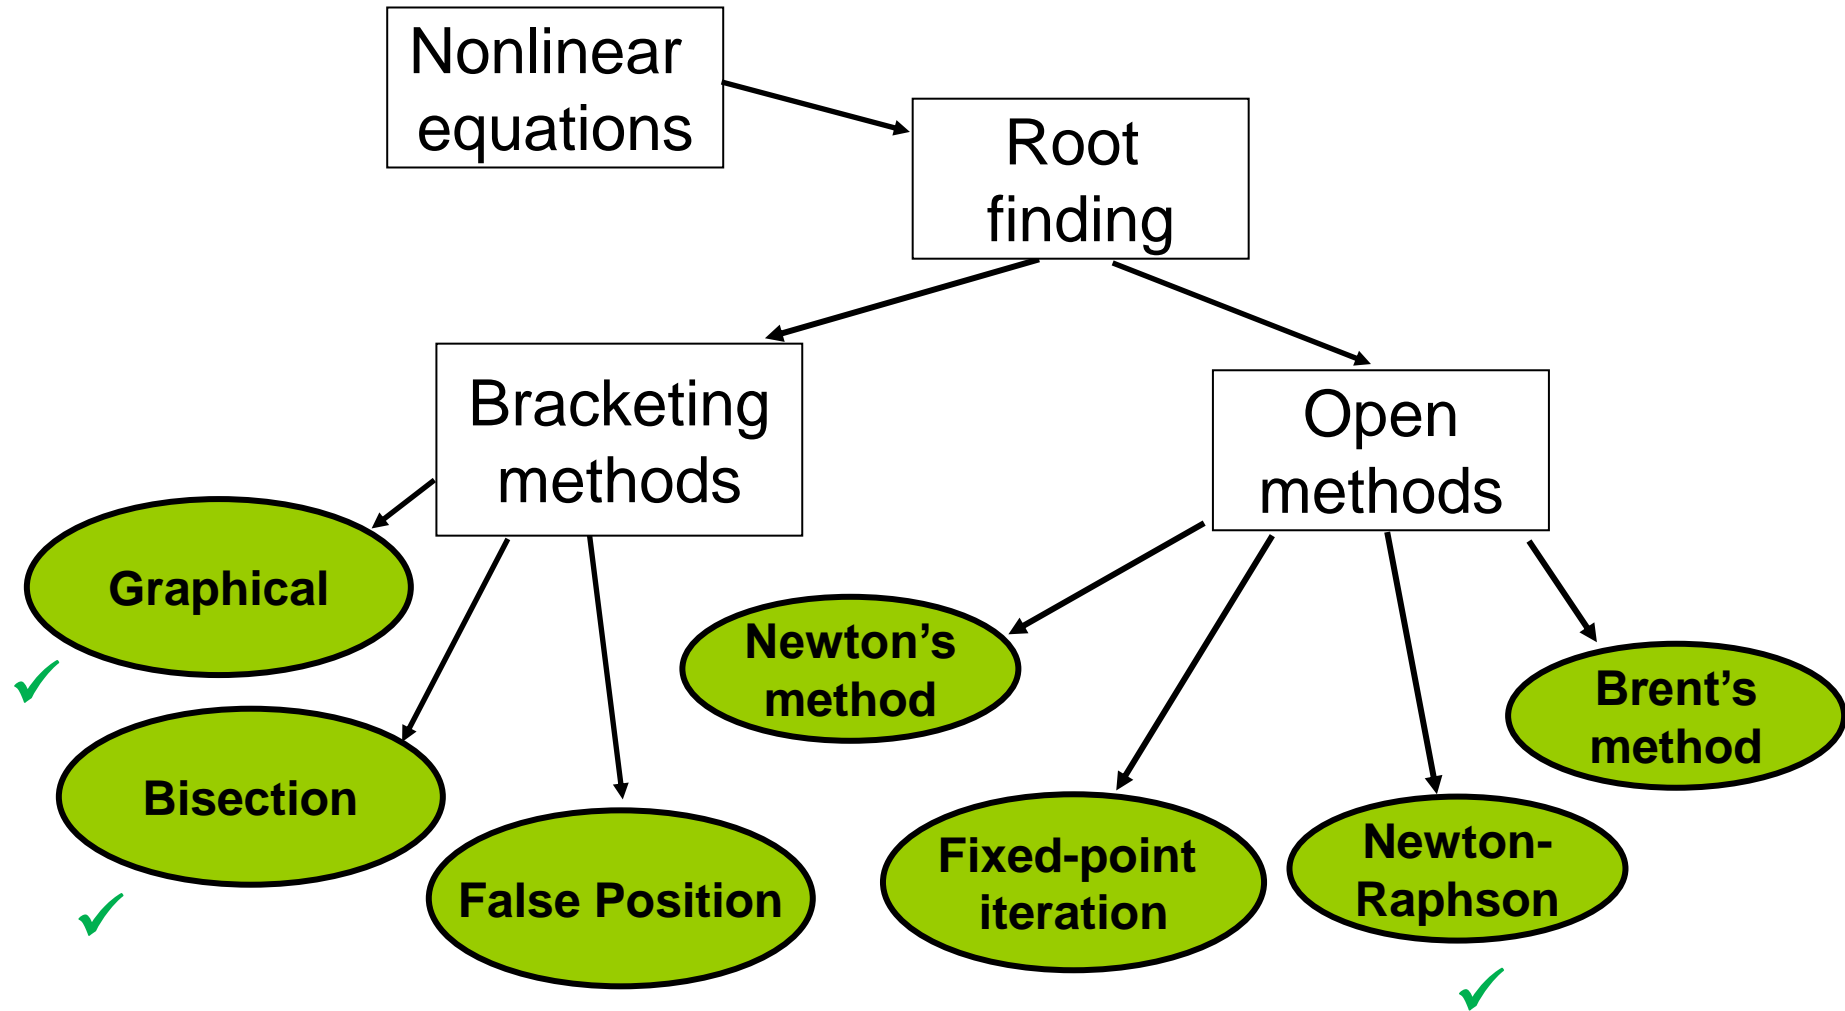 Nonlinear
equations
Root
finding
Bracketing
methods
Open
methods
Graphical
Bisection
False Position
Newton’s
method
Fixed-point
iteration
Newton-
Raphson
Brent’s
method